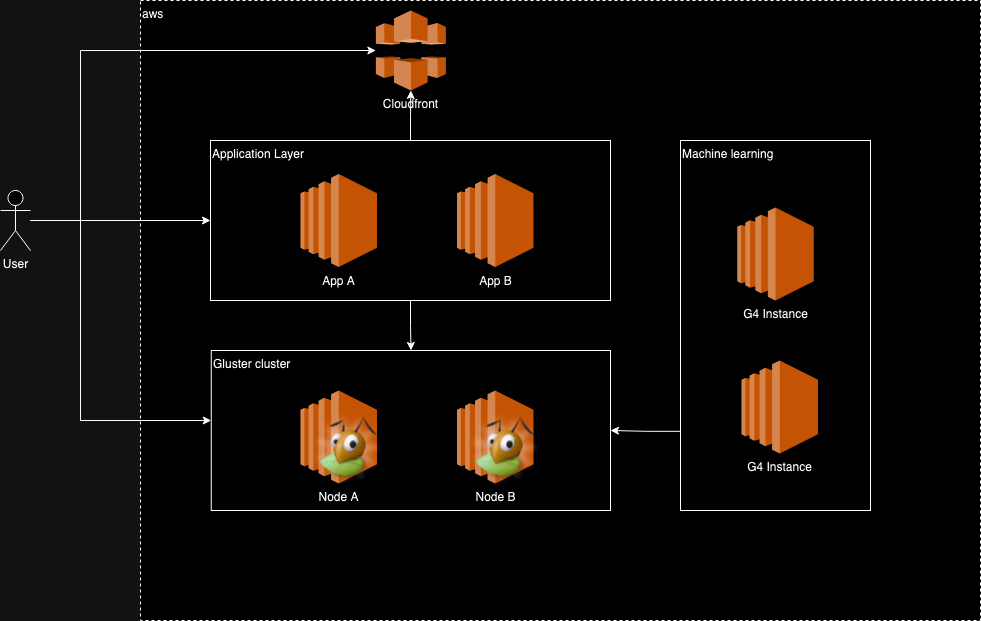 aws
Cloudfront
Application Layer
Machine learning
App A
App B
User
G4 Instance
Gluster cluster
G4 Instance
Node A
Node B